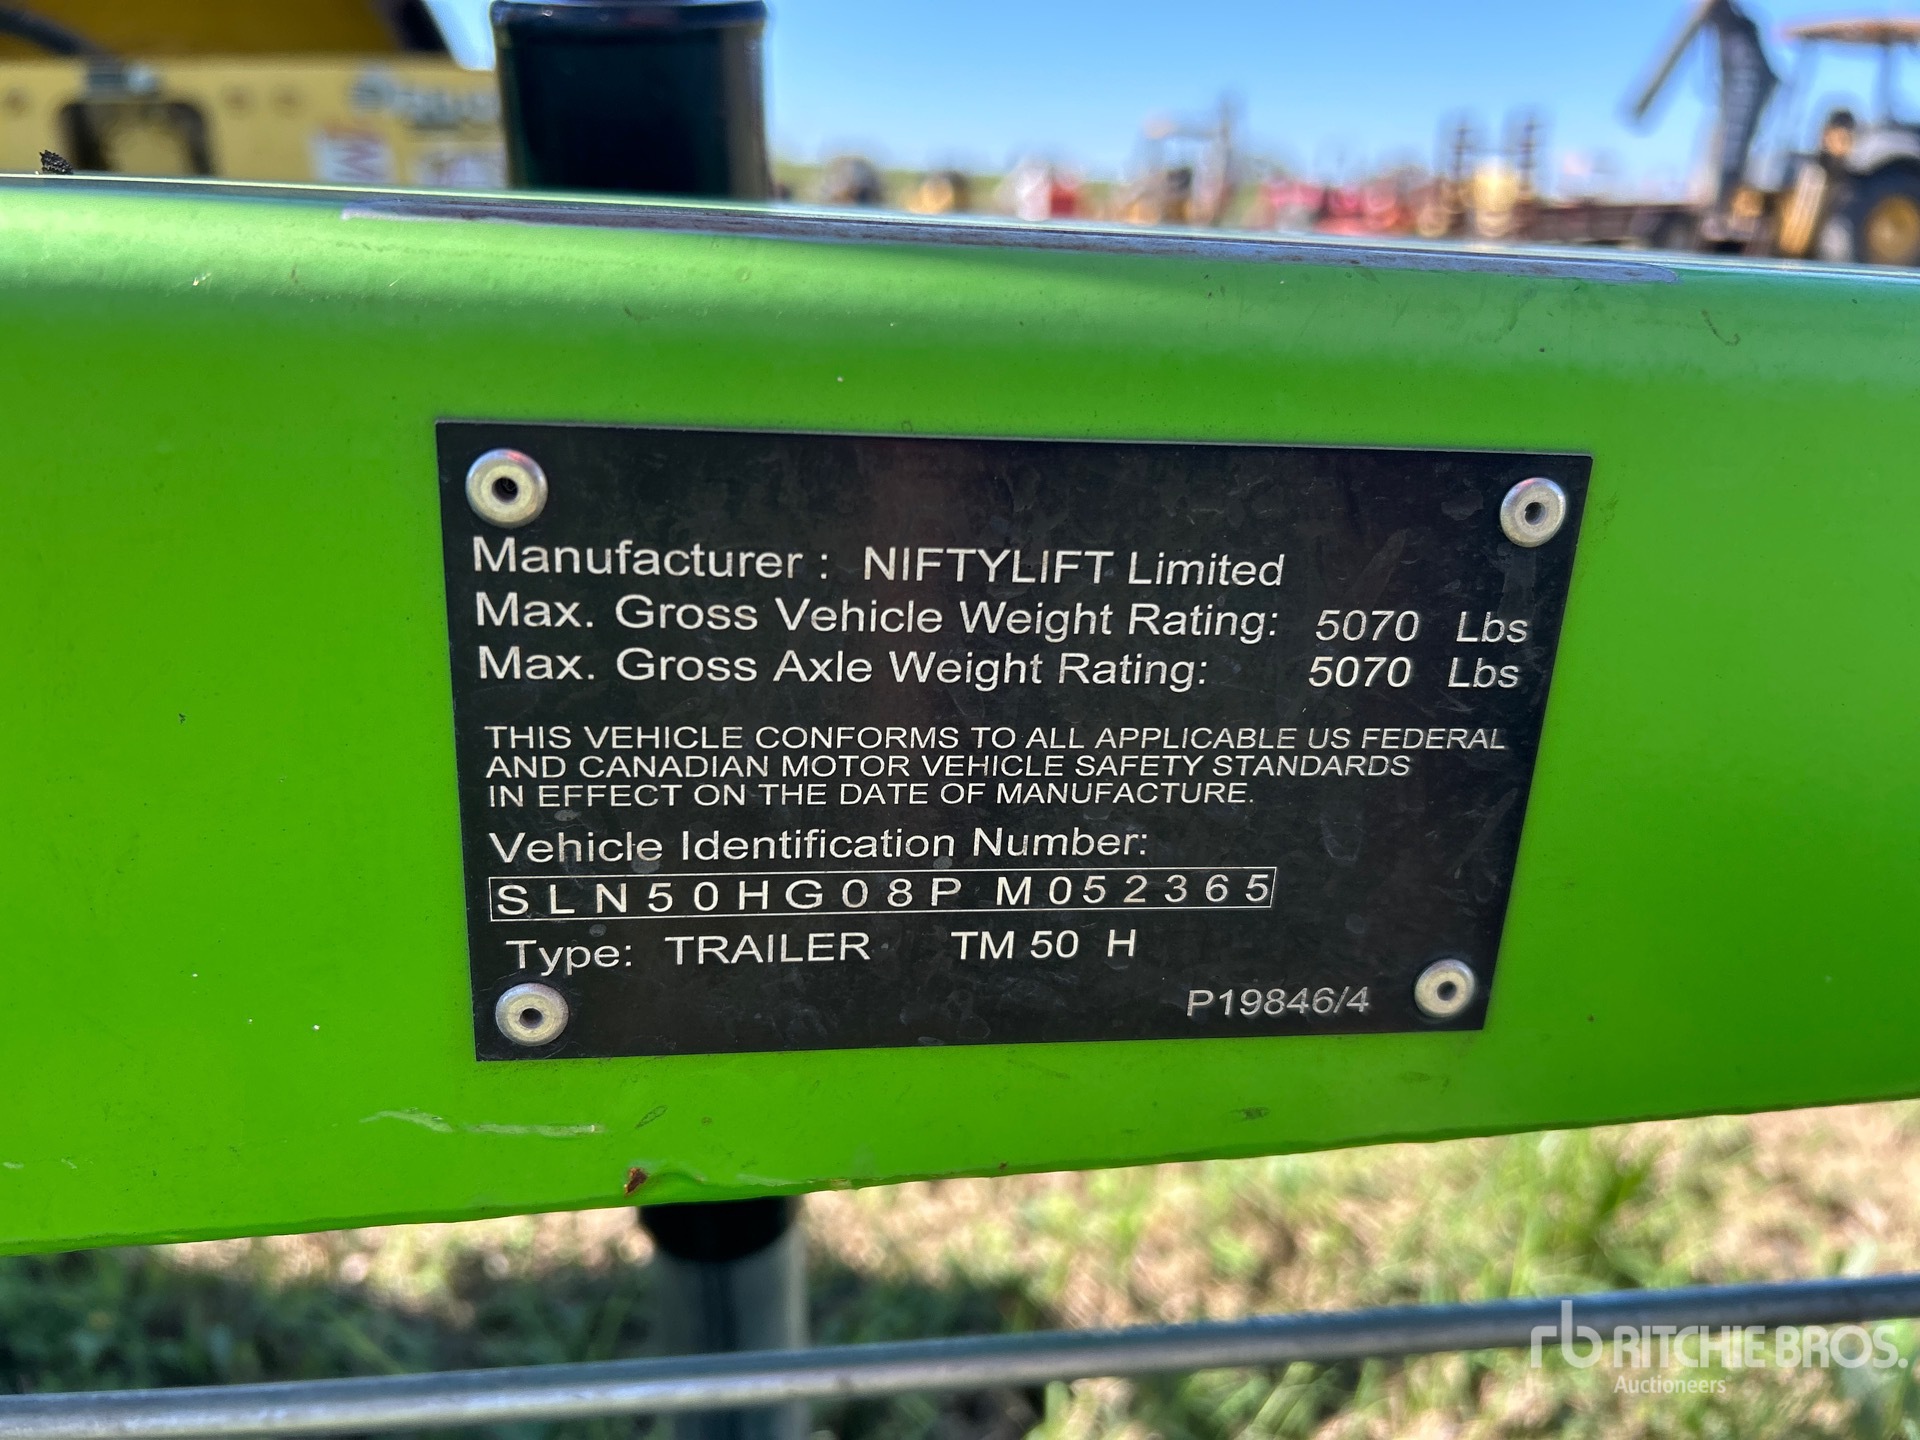 Manufacturer : NIFTYLIFT Limited
Max. Gross Vehicle Weight Rating: 5070 Lbs
Max. Gross Axle Weight Rating: 5070 Lbs
THIS VEHICLE CONFORMS TO ALL APPLICABLE US FEDERAL
AND CANADIAN MOTOR VEHICLE SAFETY STANDARDS
IN EFFECT ON THE DATE OF MANUFACTURE.
Vehicle Identification Number:
SLN50HG08P M052365
Type: TRAILER TM 50 H
P19846/4
rb RITCHIE BROS.
Auctioneers